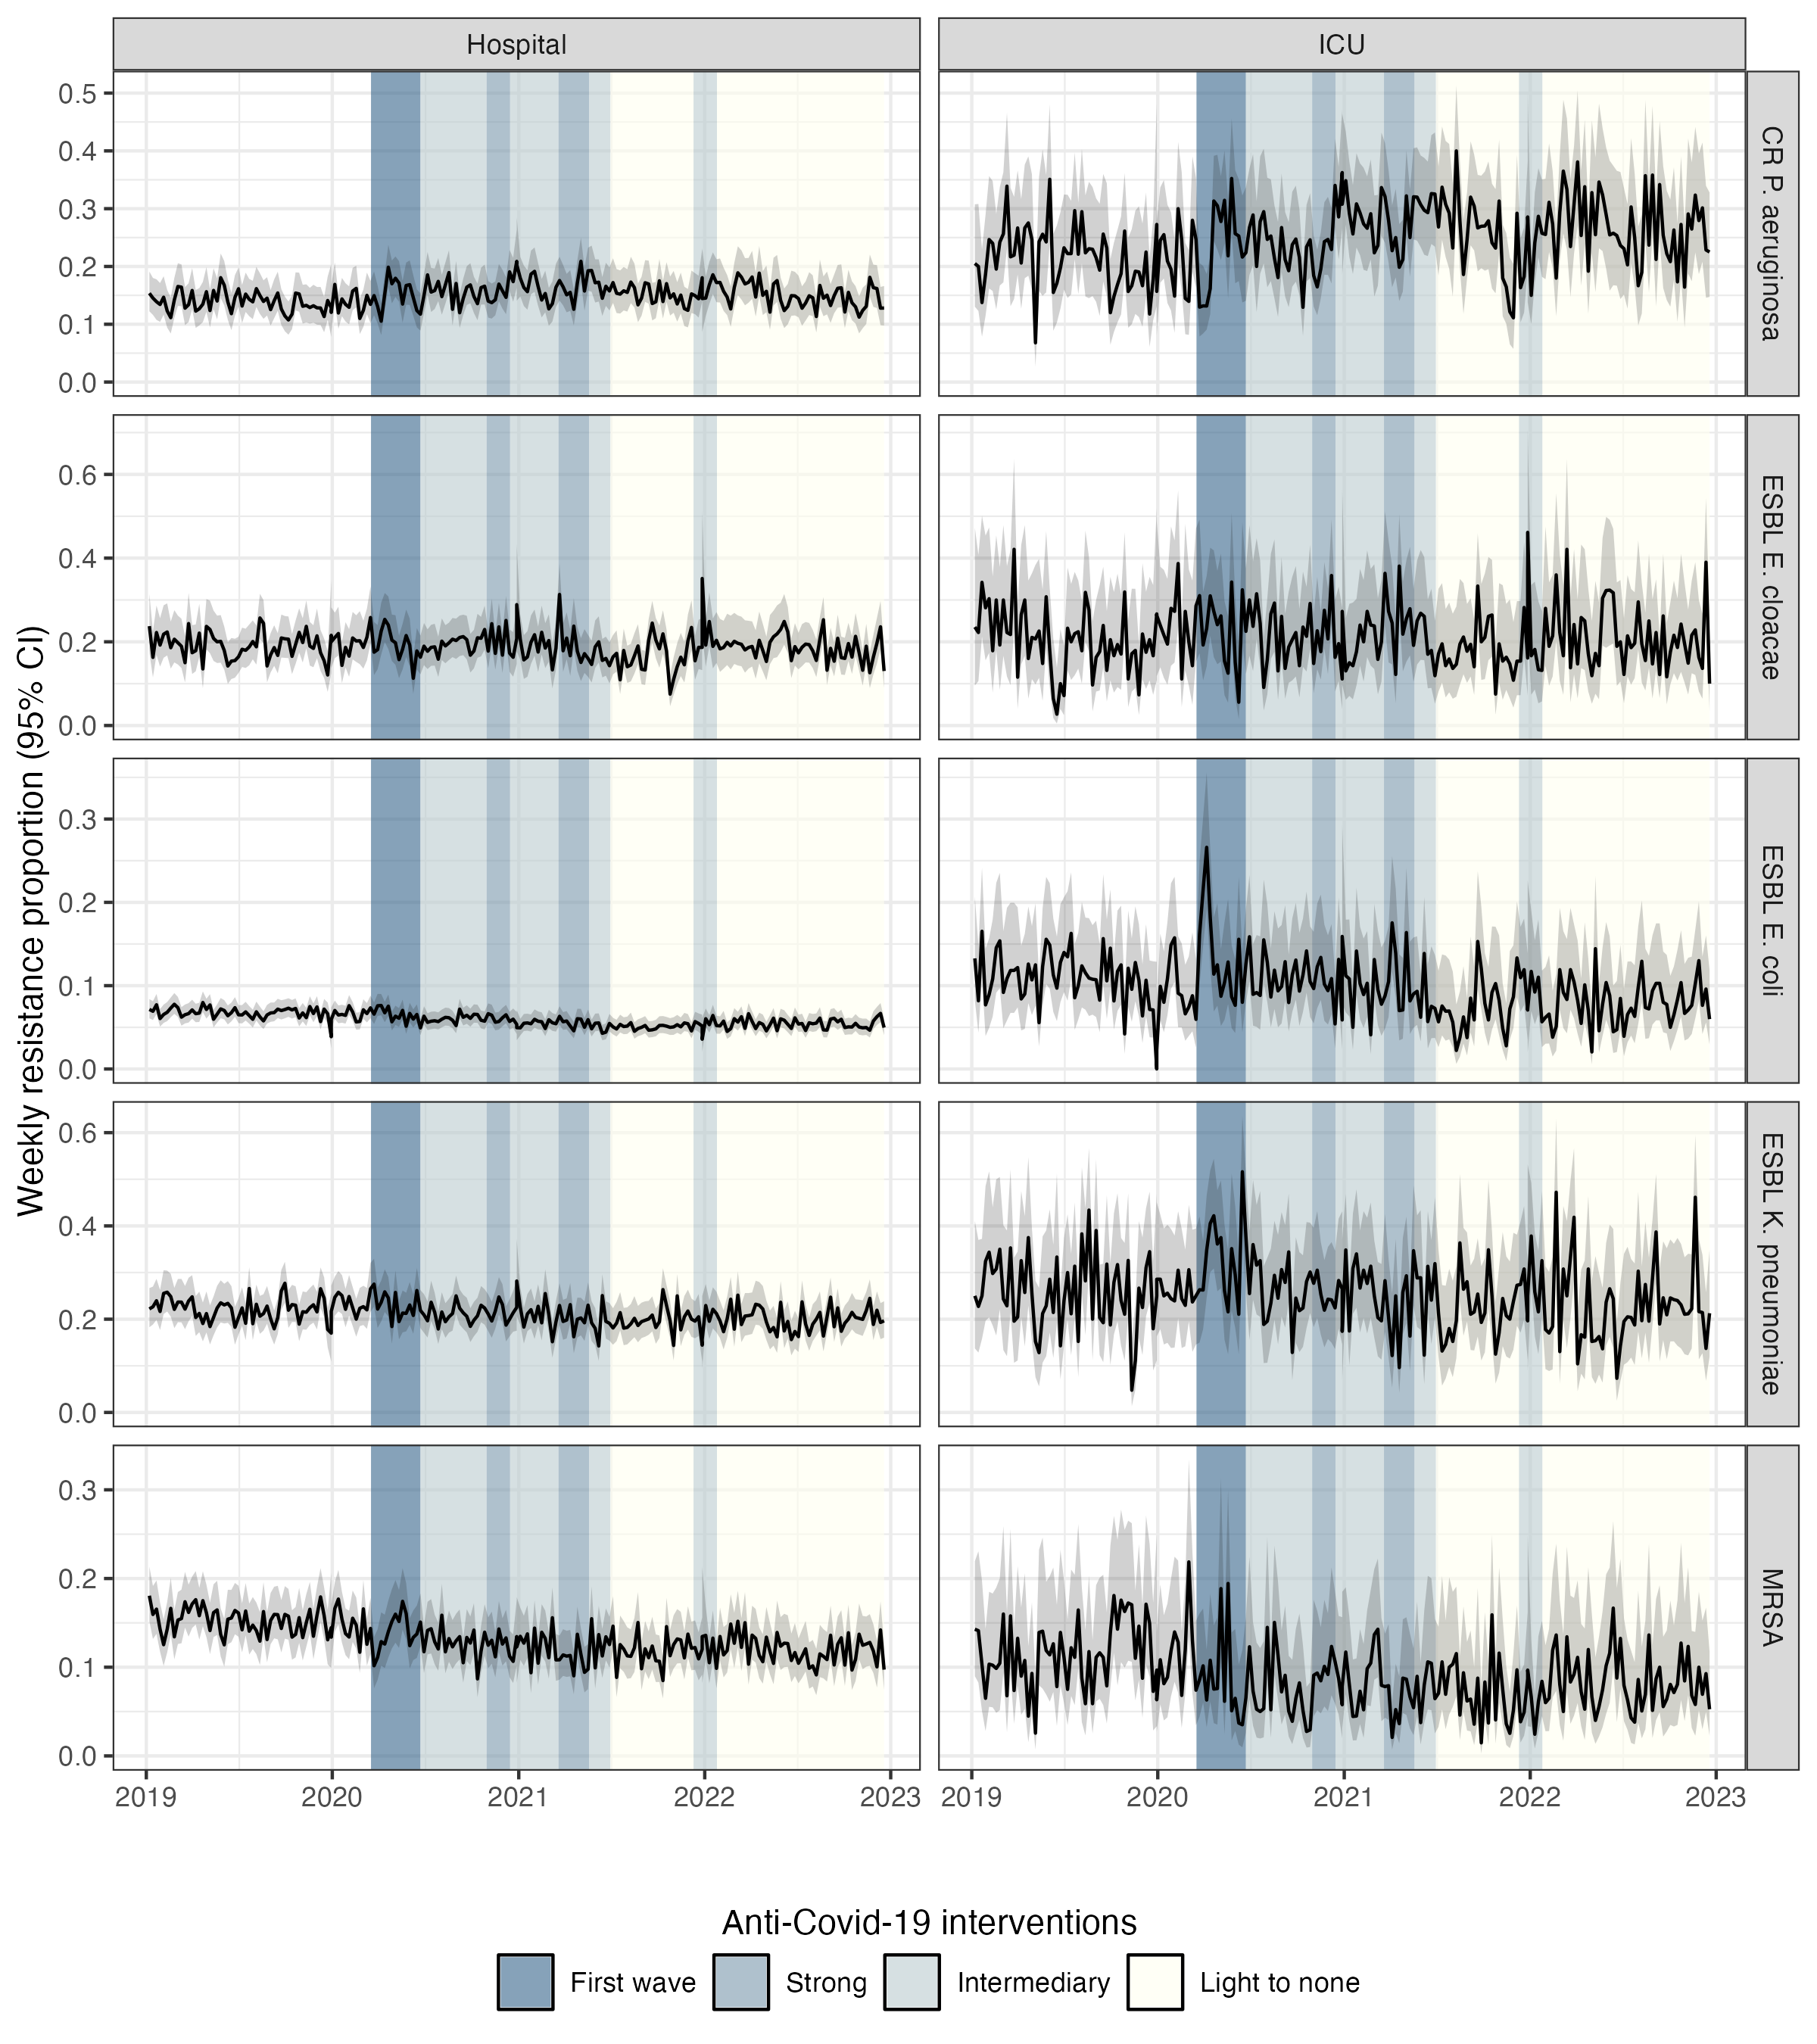 Hospital
ICU
Weekly resistance proportion (95% CI)
0.5
0.4
0.3
0.2
0.1
0.0
CR P. aeruginosa
0.6
0.4
0.2
0.0
ESBL E. cloacae
0.3
0.2
0.1
0.0
ESBL E. coli
0.6
0.4
0.2
0.0
ESBL K. pneumoniae
0.3
0.2
0.1
0.0
MRSA
2019 2020 2021 2022 2023
2019 2020 2021 2022 2023
Anti-Covid-19 interventions
First wave Strong Intermediary Light to none